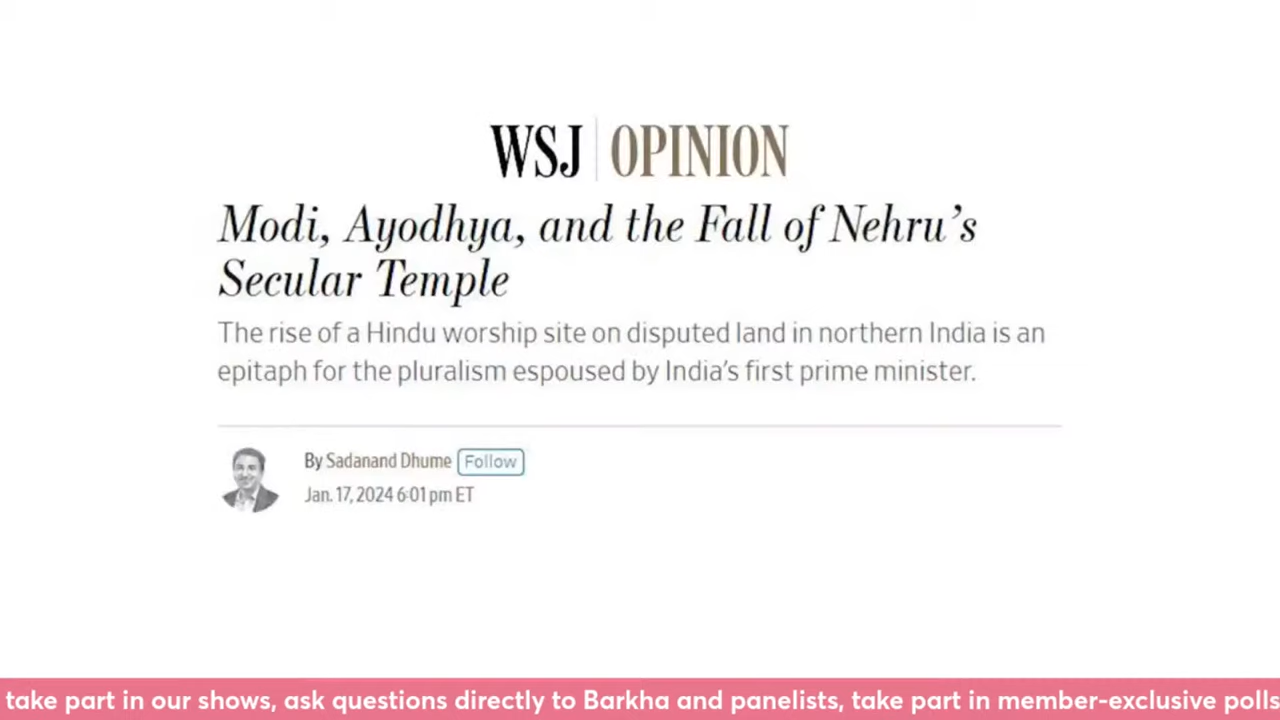 WSJ | OPINION
Modi, Ayodhya, and the Fall of Nehru's
Secular Temple
The rise of a Hindu worship site on disputed land in northern India is an
epitaph for the pluralism espoused by India's first prime minister.
By Sadanand Dhume Follow
Jan. 17, 2024 6:01 pm ET
take part in our shows, ask questions directly to Barkha and panelists, take part in member-exclusive polls